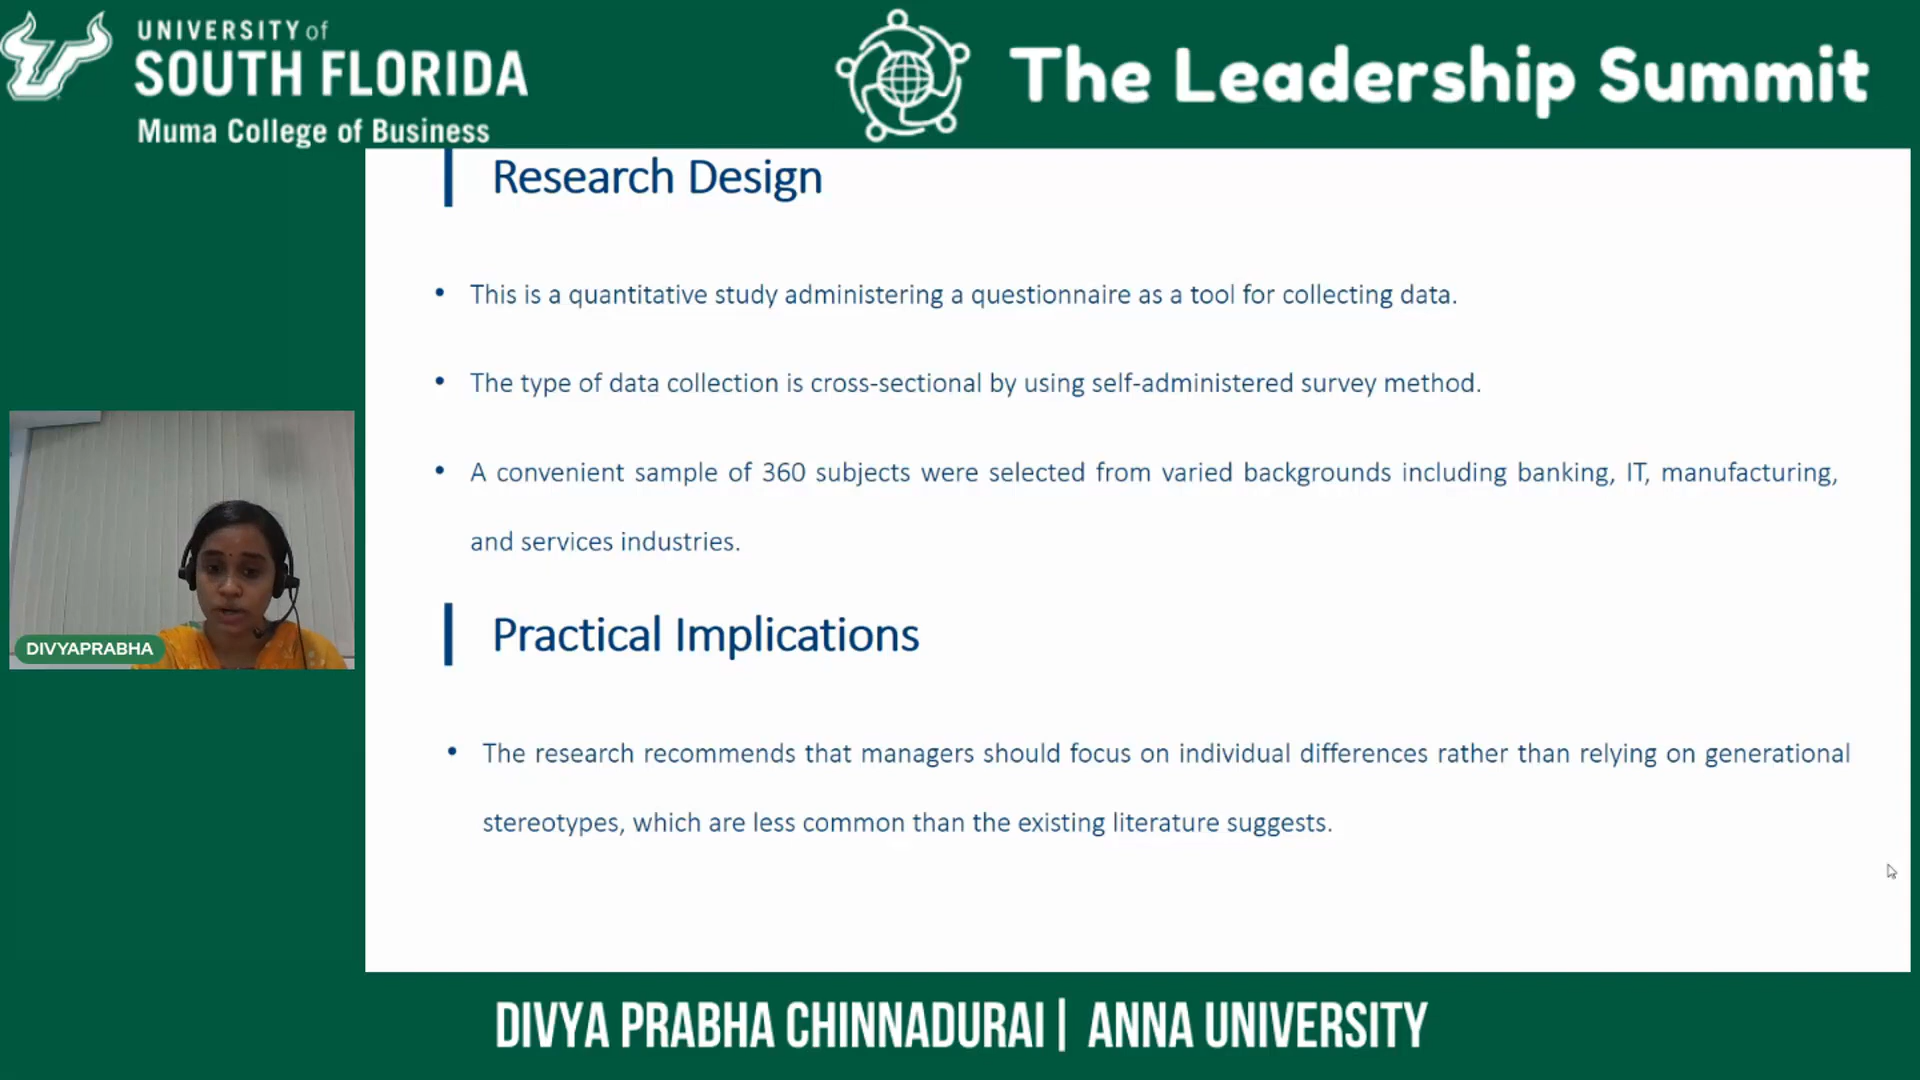 UNIVERSITY of
SOUTH FLORIDA
Muma College of Business
The Leadership Summit
Research Design
• This is a quantitative study administering a questionnaire as a tool for collecting data.
• The type of data collection is cross-sectional by using self-administered survey method.
• A convenient sample of 360 subjects were selected from varied backgrounds including banking, IT, manufacturing,
and services industries.
Practical Implications
• The research recommends that managers should focus on individual differences rather than relying on generational
stereotypes, which are less common than the existing literature suggests.
DIVYAPRABHA
DIVYA PRABHA CHINNADURAI | ANNA UNIVERSITY